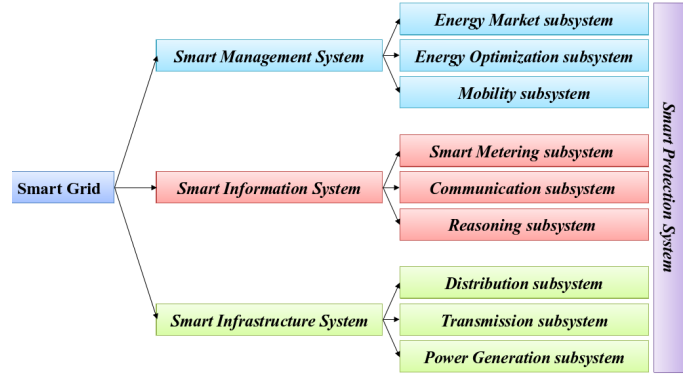 Smart Grid
Smart Management System
Energy Market subsystem
Energy Optimization subsystem
Mobility subsystem
Smart Information System
Smart Metering subsystem
Communication subsystem
Reasoning subsystem
Smart Infrastructure System
Distribution subsystem
Transmission subsystem
Power Generation subsystem
Smart Protection System